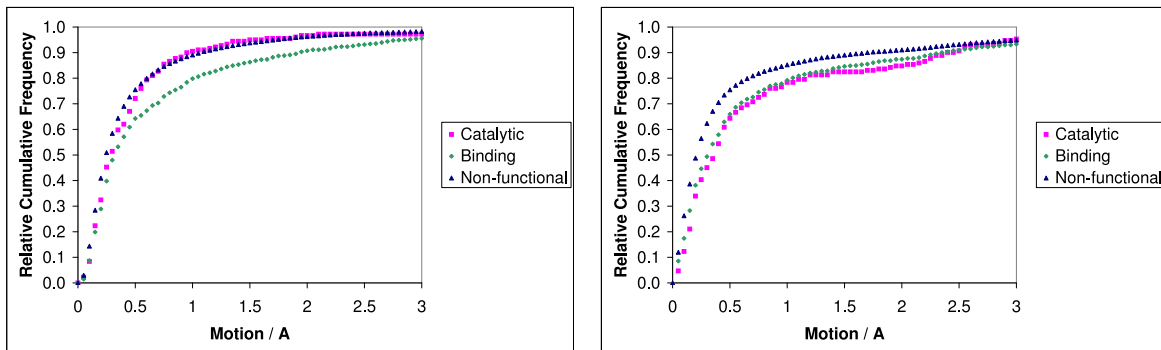 Relative Cumulative Frequency
1.0
0.9
0.8
0.7
0.6
0.5
0.4
0.3
0.2
0.1
0.0
0 0.5 1 1.5 2 2.5 3
Motion / A
Catalytic
Binding
Non-functional
Relative Cumulative Frequency
1.0
0.9
0.8
0.7
0.6
0.5
0.4
0.3
0.2
0.1
0.0
0 0.5 1 1.5 2 2.5 3
Motion / A
Catalytic
Binding
Non-functional